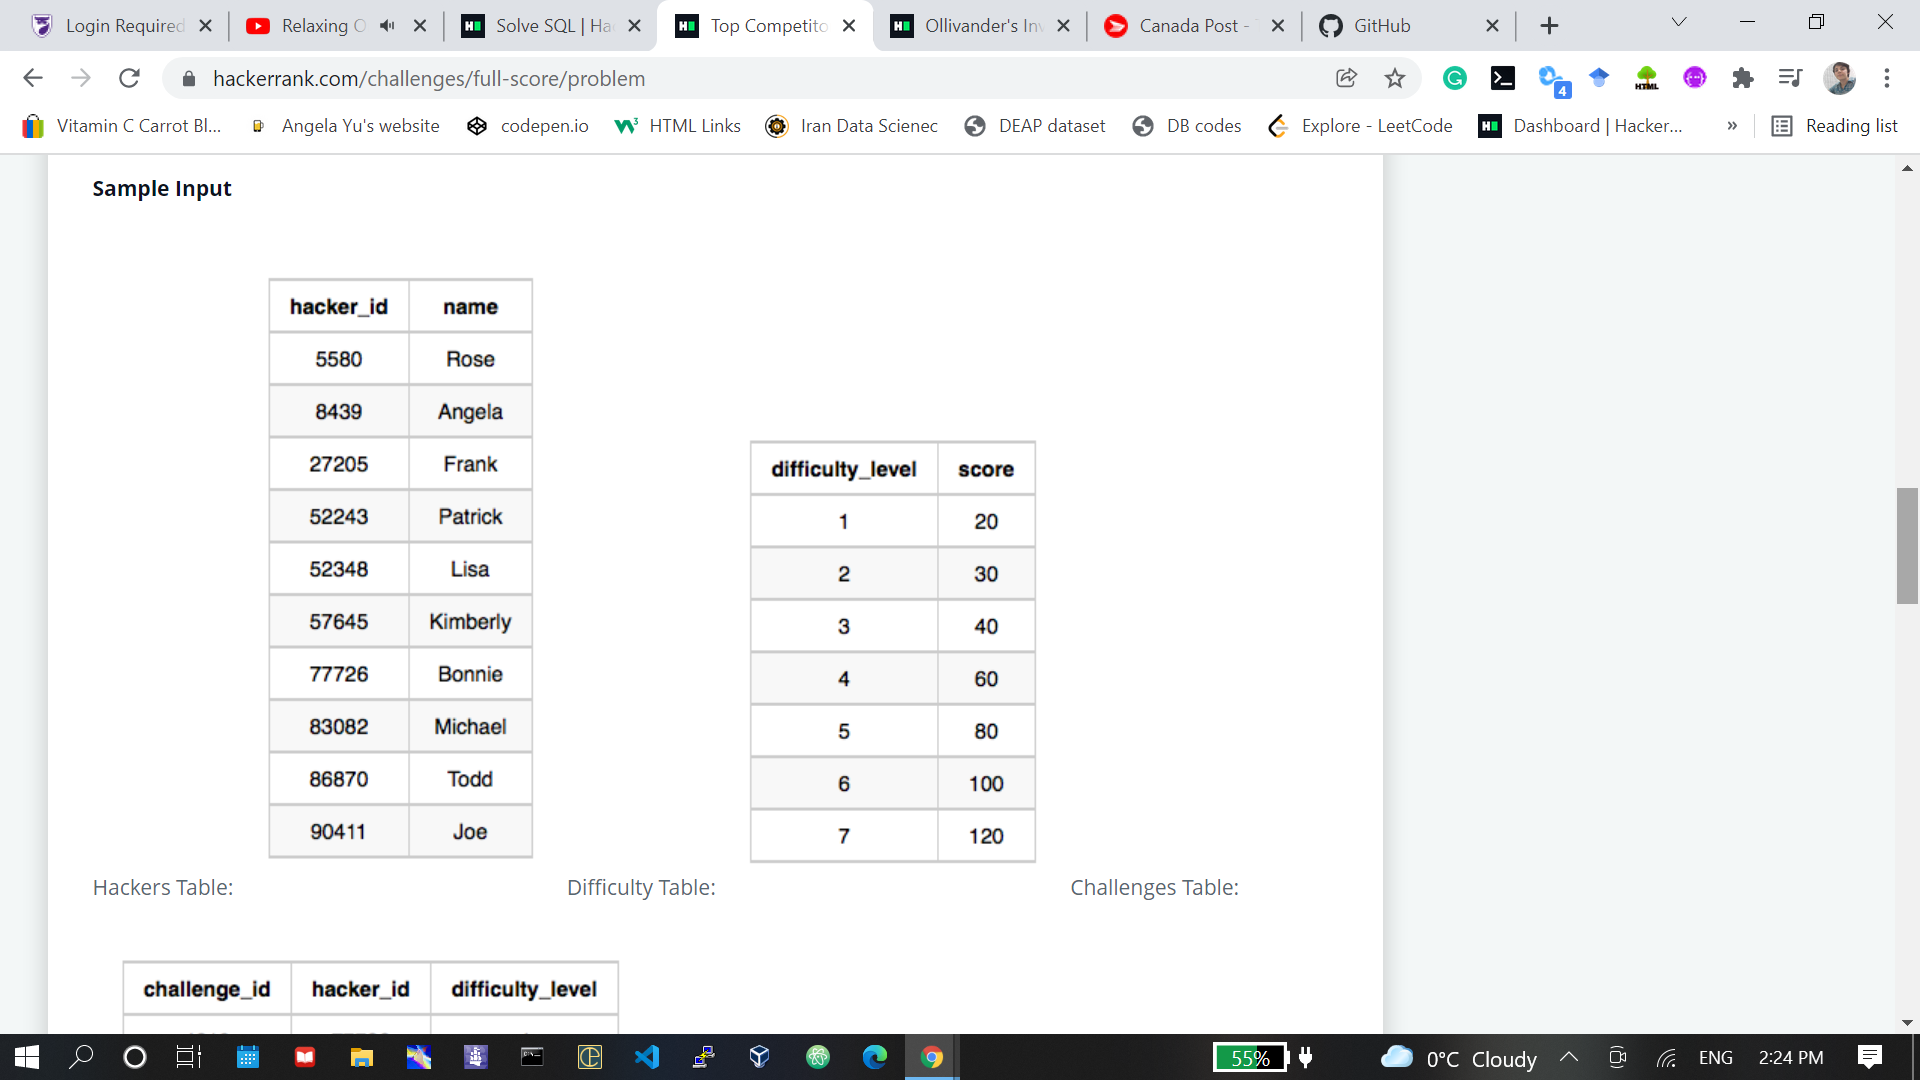 Login Required
Relaxing O
Solve SQL | Ha
Top Competito
Ollivander's Inv
Canada Post -
GitHub
hackerrank.com/challenges/full-score/problem
4
HTML
Vitamin C Carrot Bl...
Angela Yu's website
codepen.io
HTML Links
Iran Data Scienec
DEAP dataset
DB codes
Explore - LeetCode
Dashboard | Hacker...
»
Reading list
Sample Input
hacker_id name
5580 Rose
8439 Angela
27205 Frank
52243 Patrick
52348 Lisa
57645 Kimberly
77726 Bonnie
83082 Michael
86870 Todd
90411 Joe
difficulty_level score
1 20
2 30
3 40
4 60
5 80
6 100
7 120
Hackers Table:
Difficulty Table:
Challenges Table:
challenge_id hacker_id difficulty_level
55%
0°C Cloudy
ENG
2:24 PM